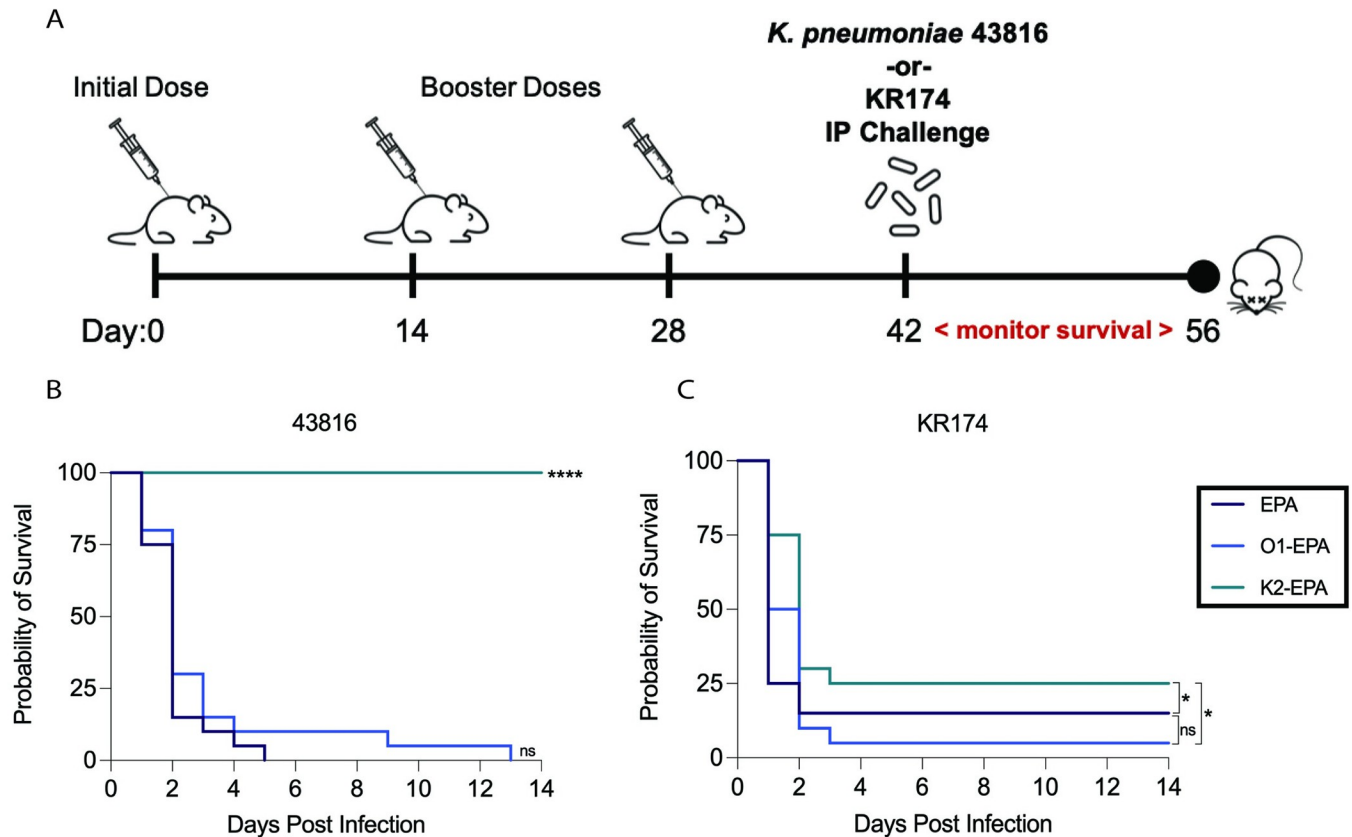 A
Initial Dose
Booster Doses
K. pneumoniae 43816
-or-
KR174
IP Challenge
Day:0
14
28
42
< monitor survival >
56
B
43816
Probability of Survival
100
75
50
25
0
0 2 4 6 8 10 12 14
Days Post Infection
****
ns
C
KR174
Probability of Survival
100
75
50
25
0
0 2 4 6 8 10 12 14
Days Post Infection
*
ns
*
EPA
O1-EPA
K2-EPA